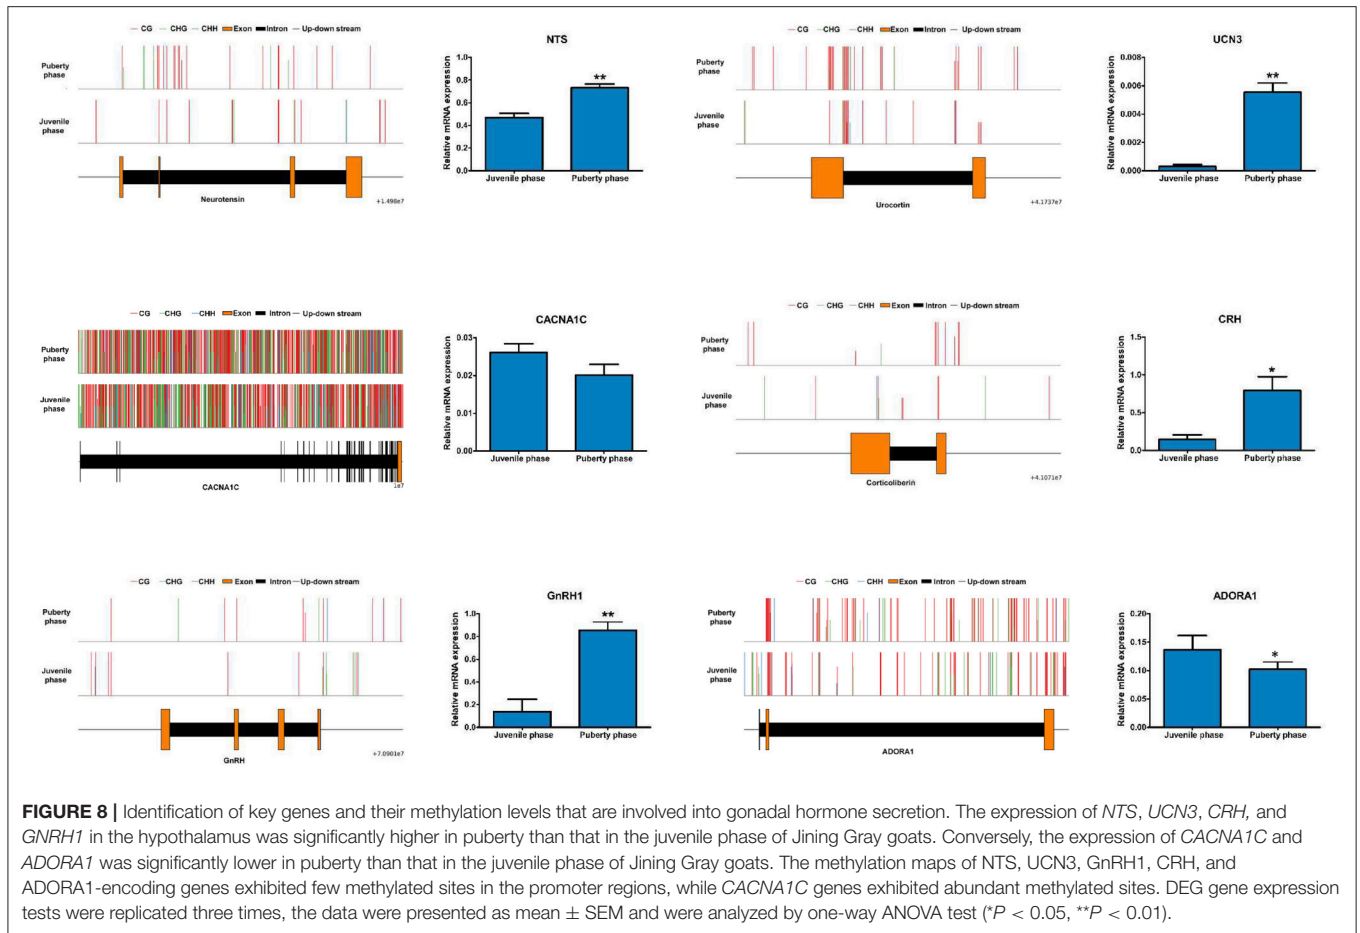 CG CHG CHH Exon Intron Up-down stream
Puberty phase
Juvenile phase
Neurotensin
+1.498e7
NTS
Relative mRNA expression
1.0
0.8
0.6
0.4
0.2
0.0
**
Juvenile phase Puberty phase
CG CHG CHH Exon Intron Up-down stream
Puberty phase
Juvenile phase
Urocortin
+4.1737e7
UCN3
Relative mRNA expression
0.008
0.006
0.004
0.002
0.000
**
Juvenile phase Puberty phase
CG CHG CHH Exon Intron Up-down stream
Puberty phase
Juvenile phase
CACNA1C
1e7
CACNA1C
Relative mRNA expression
0.03
0.02
0.01
0.00
Juvenile phase Puberty phase
CG CHG CHH Exon Intron Up-down stream
Puberty phase
Juvenile phase
Corticoliberin
+4.1071e7
CRH
Relative mRNA expression
1.5
1.0
0.5
0.0
*
Juvenile phase Puberty phase
CG CHG CHH Exon Intron Up-down stream
Puberty phase
Juvenile phase
GnRH
+7.0901e7
GnRH1
Relative mRNA expression
1.0
0.8
0.6
0.4
0.2
0.0
**
Juvenile phase Puberty phase
CG CHG CHH Exon Intron Up-down stream
Puberty phase
Juvenile phase
ADORA1
ADORA1
Relative mRNA expression
0.20
0.15
0.10
0.05
0.00
*
Juvenile phase Puberty phase
FIGURE 8 | Identification of key genes and their methylation levels that are involved into gonadal hormone secretion. The expression of NTS, UCN3, CRH, and
GNRH1 in the hypothalamus was significantly higher in puberty than that in the juvenile phase of Jining Gray goats. Conversely, the expression of CACNA1C and
ADORA1 was significantly lower in puberty than that in the juvenile phase of Jining Gray goats. The methylation maps of NTS, UCN3, GnRH1, CRH, and
ADORA1-encoding genes exhibited few methylated sites in the promoter regions, while CACNA1C genes exhibited abundant methylated sites. DEG gene expression
tests were replicated three times, the data were presented as mean ± SEM and were analyzed by one-way ANOVA test (*P < 0.05, **P < 0.01).